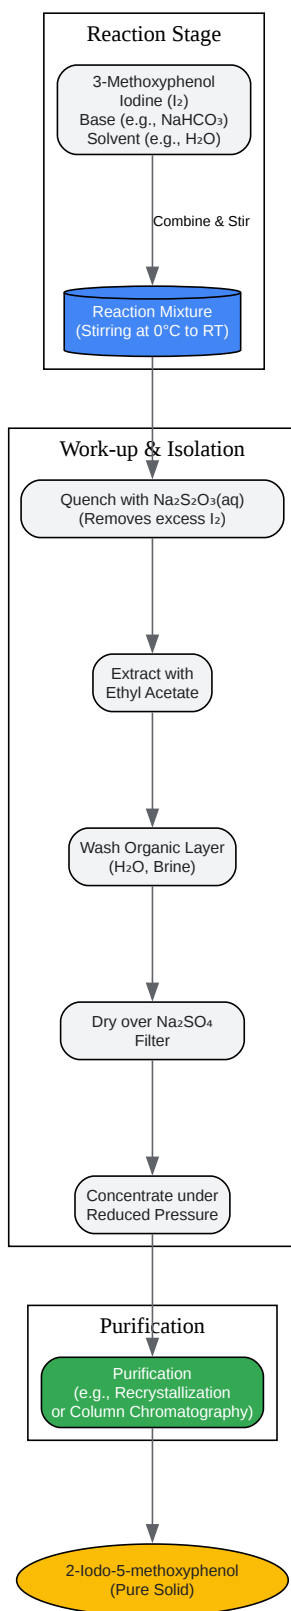 Reaction Stage
3-Methoxyphenol
Iodine (I₂)
Base (e.g., NaHCO₃)
Solvent (e.g., H₂O)
Combine & Stir
Reaction Mixture
(Stirring at 0°C to RT)
Work-up & Isolation
Quench with Na₂S₂O₃(aq)
(Removes excess I₂)
Extract with
Ethyl Acetate
Wash Organic Layer
(H₂O, Brine)
Dry over Na₂SO₄
Filter
Concentrate under
Reduced Pressure
Purification
Purification
(e.g., Recrystallization
or Column Chromatography)
2-Iodo-5-methoxyphenol
(Pure Solid)